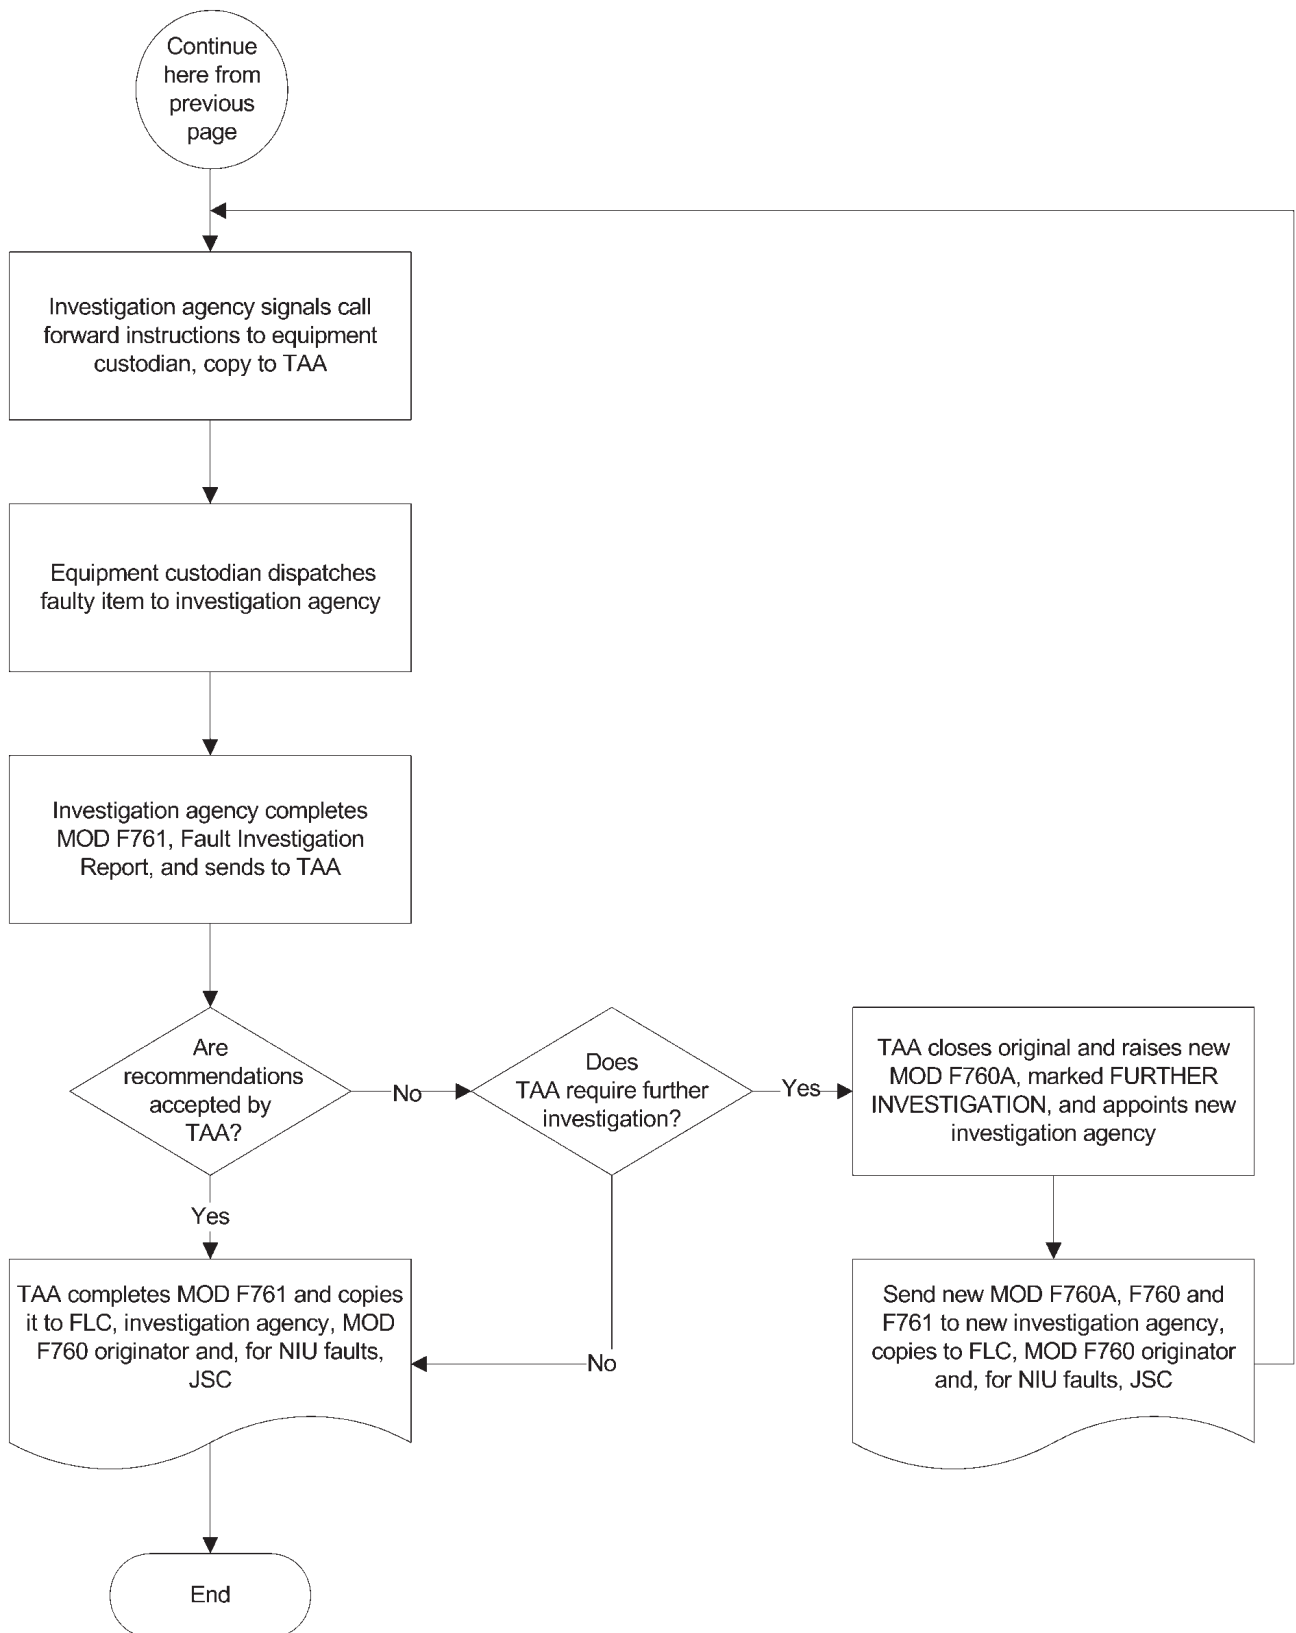 Continue
here from
previous
page
Investigation agency signals call
forward instructions to equipment
custodian, copy to TAA
Equipment custodian dispatches
faulty item to investigation agency
Investigation agency completes
MOD F761, Fault Investigation
Report, and sends to TAA
Are
recommendations
accepted by
TAA?
No
Does
TAA require further
investigation?
Yes
TAA closes original and raises new
MOD F760A, marked FURTHER
INVESTIGATION, and appoints new
investigation agency
Yes
TAA completes MOD F761 and copies
it to FLC, investigation agency, MOD
F760 originator and, for NIU faults,
JSC
No
Send new MOD F760A, F760 and
F761 to new investigation agency,
copies to FLC, MOD F760 originator
and, for NIU faults, JSC
End